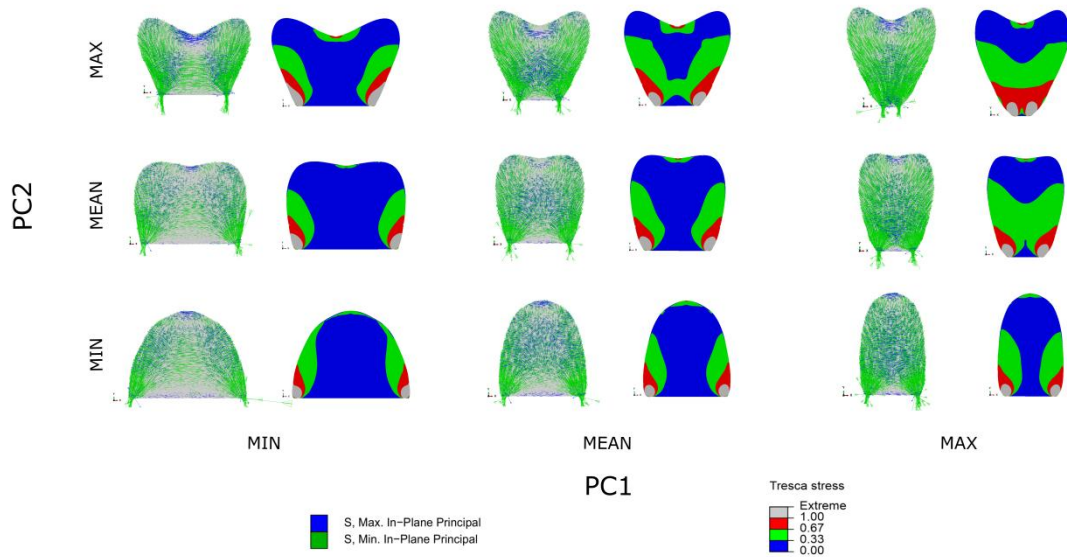 MAX
PC2
MEAN
MIN
MIN
MEAN
MAX
PC1
S, Max. In-Plane Principal
S, Min. In-Plane Principal
Tresca stress
Extreme
1.00
0.67
0.33
0.00